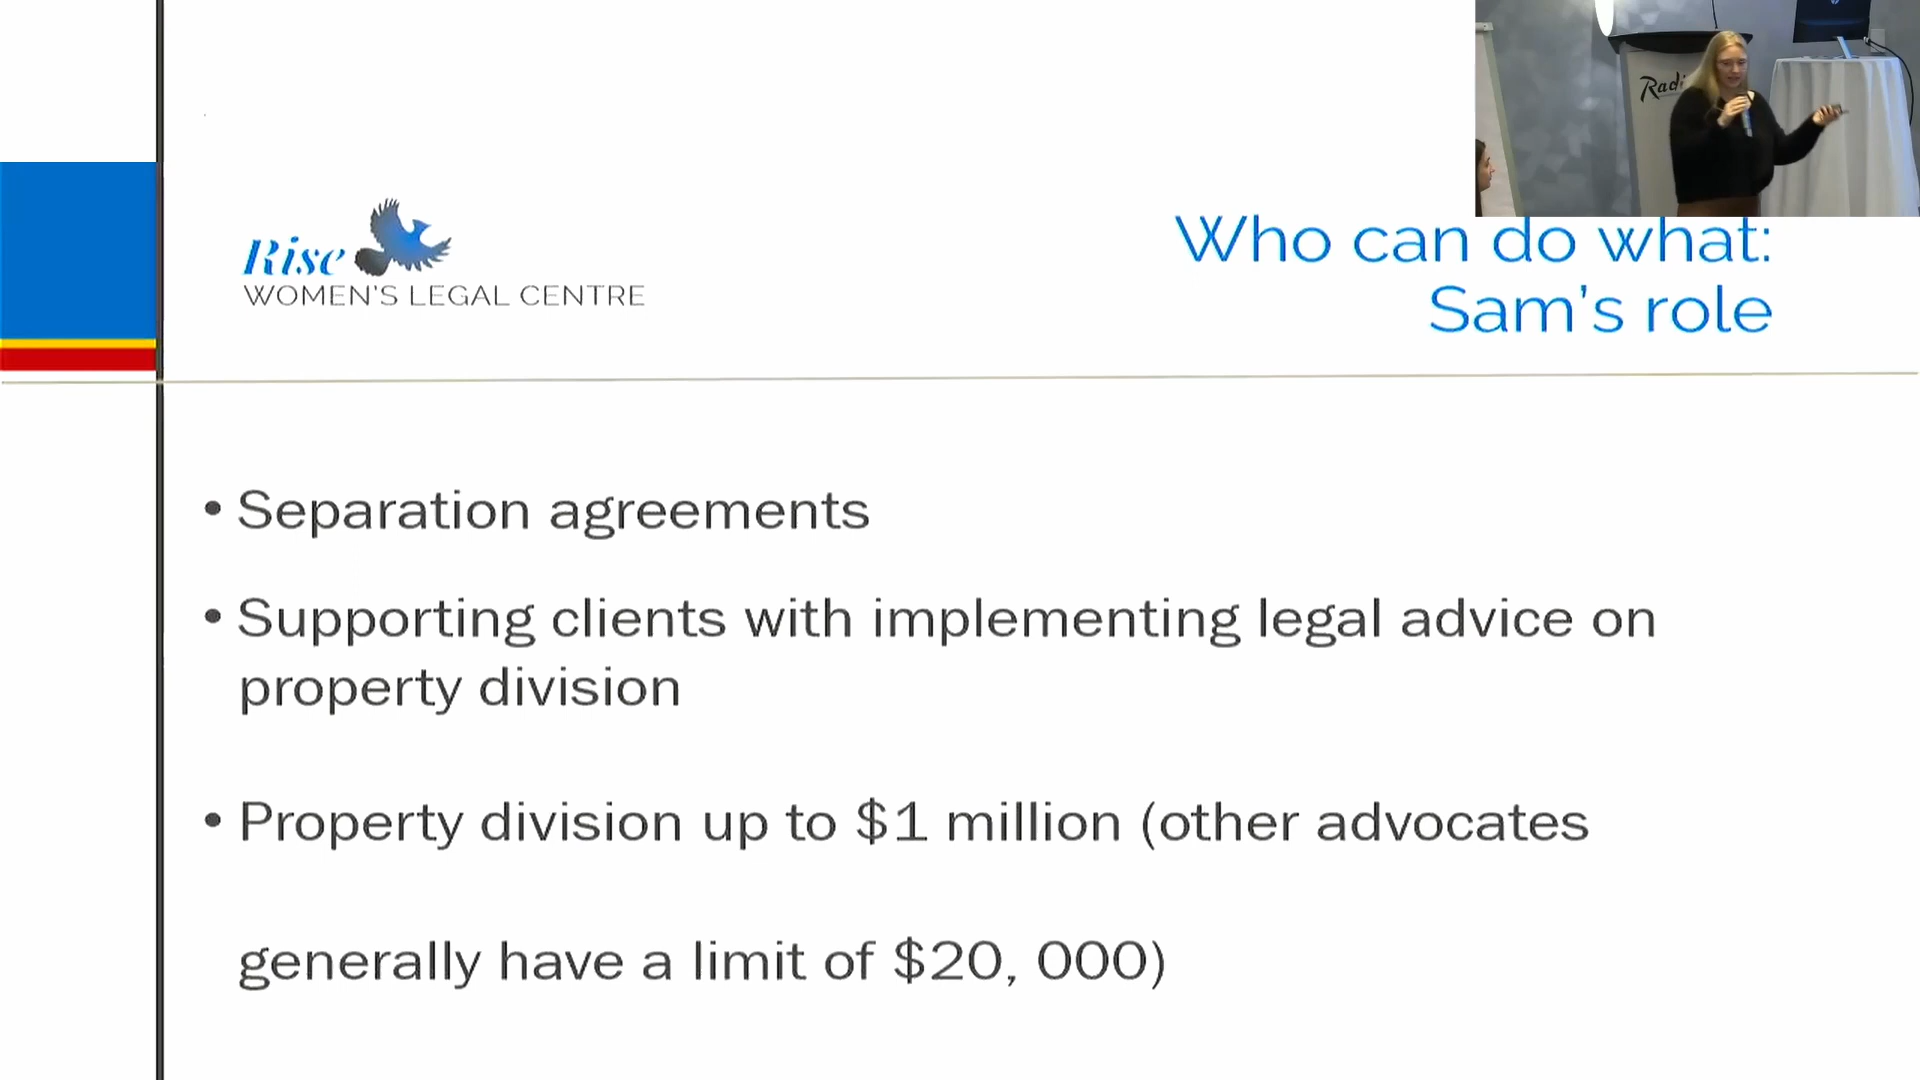 Who can do what:
Sam's role
Rise
WOMEN'S LEGAL CENTRE
• Separation agreements
• Supporting clients with implementing legal advice on
property division
• Property division up to $1 million (other advocates
generally have a limit of $20, 000)